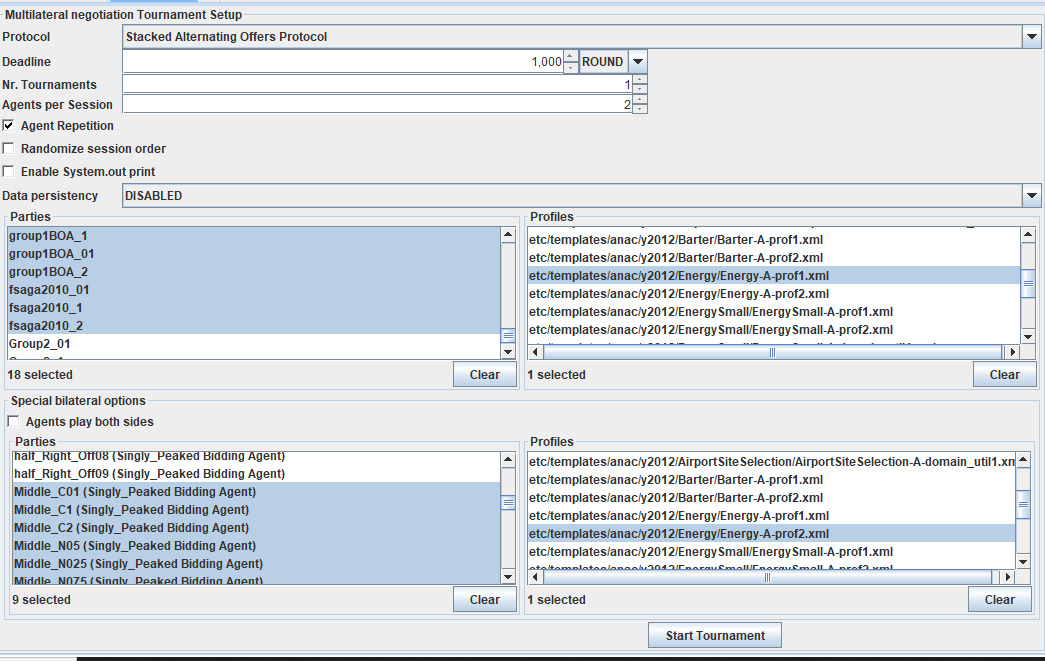 Multilateral negotiation Tournament Setup
Protocol
Stacked Alternating Offers Protocol
Deadline
1,000
ROUND
Nr. Tournaments
1
Agents per Session
2
Agent Repetition
Randomize session order
Enable System.out print
Data persistency
DISABLED
Parties
group1BOA_1
group1BOA_01
group1BOA_2
fsaga2010_01
fsaga2010_1
fsaga2010_2
Group2_01
18 selected
Clear
Profiles
etc/templates/anac/y2012/Barter/Barter-A-prof1.xml
etc/templates/anac/y2012/Barter/Barter-A-prof2.xml
etc/templates/anac/y2012/Energy/Energy-A-prof1.xml
etc/templates/anac/y2012/Energy/Energy-A-prof2.xml
etc/templates/anac/y2012/EnergySmall/EnergySmall-A-prof1.xml
etc/templates/anac/y2012/EnergySmall/EnergySmall-A-prof2.xml
1 selected
Clear
Special bilateral options
Agents play both sides
Parties
half_Right_Off08 (Singly_Peaked Bidding Agent)
half_Right_Off09 (Singly_Peaked Bidding Agent)
Middle_C01 (Singly_Peaked Bidding Agent)
Middle_C1 (Singly_Peaked Bidding Agent)
Middle_C2 (Singly_Peaked Bidding Agent)
Middle_N05 (Singly_Peaked Bidding Agent)
Middle_N025 (Singly_Peaked Bidding Agent)
Middle_N075 (Singly_Peaked Bidding Agent)
9 selected
Clear
Profiles
etc/templates/anac/y2012/AirportSiteSelection/AirportSiteSelection-A-domain_util1.xm
etc/templates/anac/y2012/Barter/Barter-A-prof1.xml
etc/templates/anac/y2012/Barter/Barter-A-prof2.xml
etc/templates/anac/y2012/Energy/Energy-A-prof1.xml
etc/templates/anac/y2012/Energy/Energy-A-prof2.xml
etc/templates/anac/y2012/EnergySmall/EnergySmall-A-prof1.xml
etc/templates/anac/y2012/EnergySmall/EnergySmall-A-prof2.xml
1 selected
Clear
Start Tournament